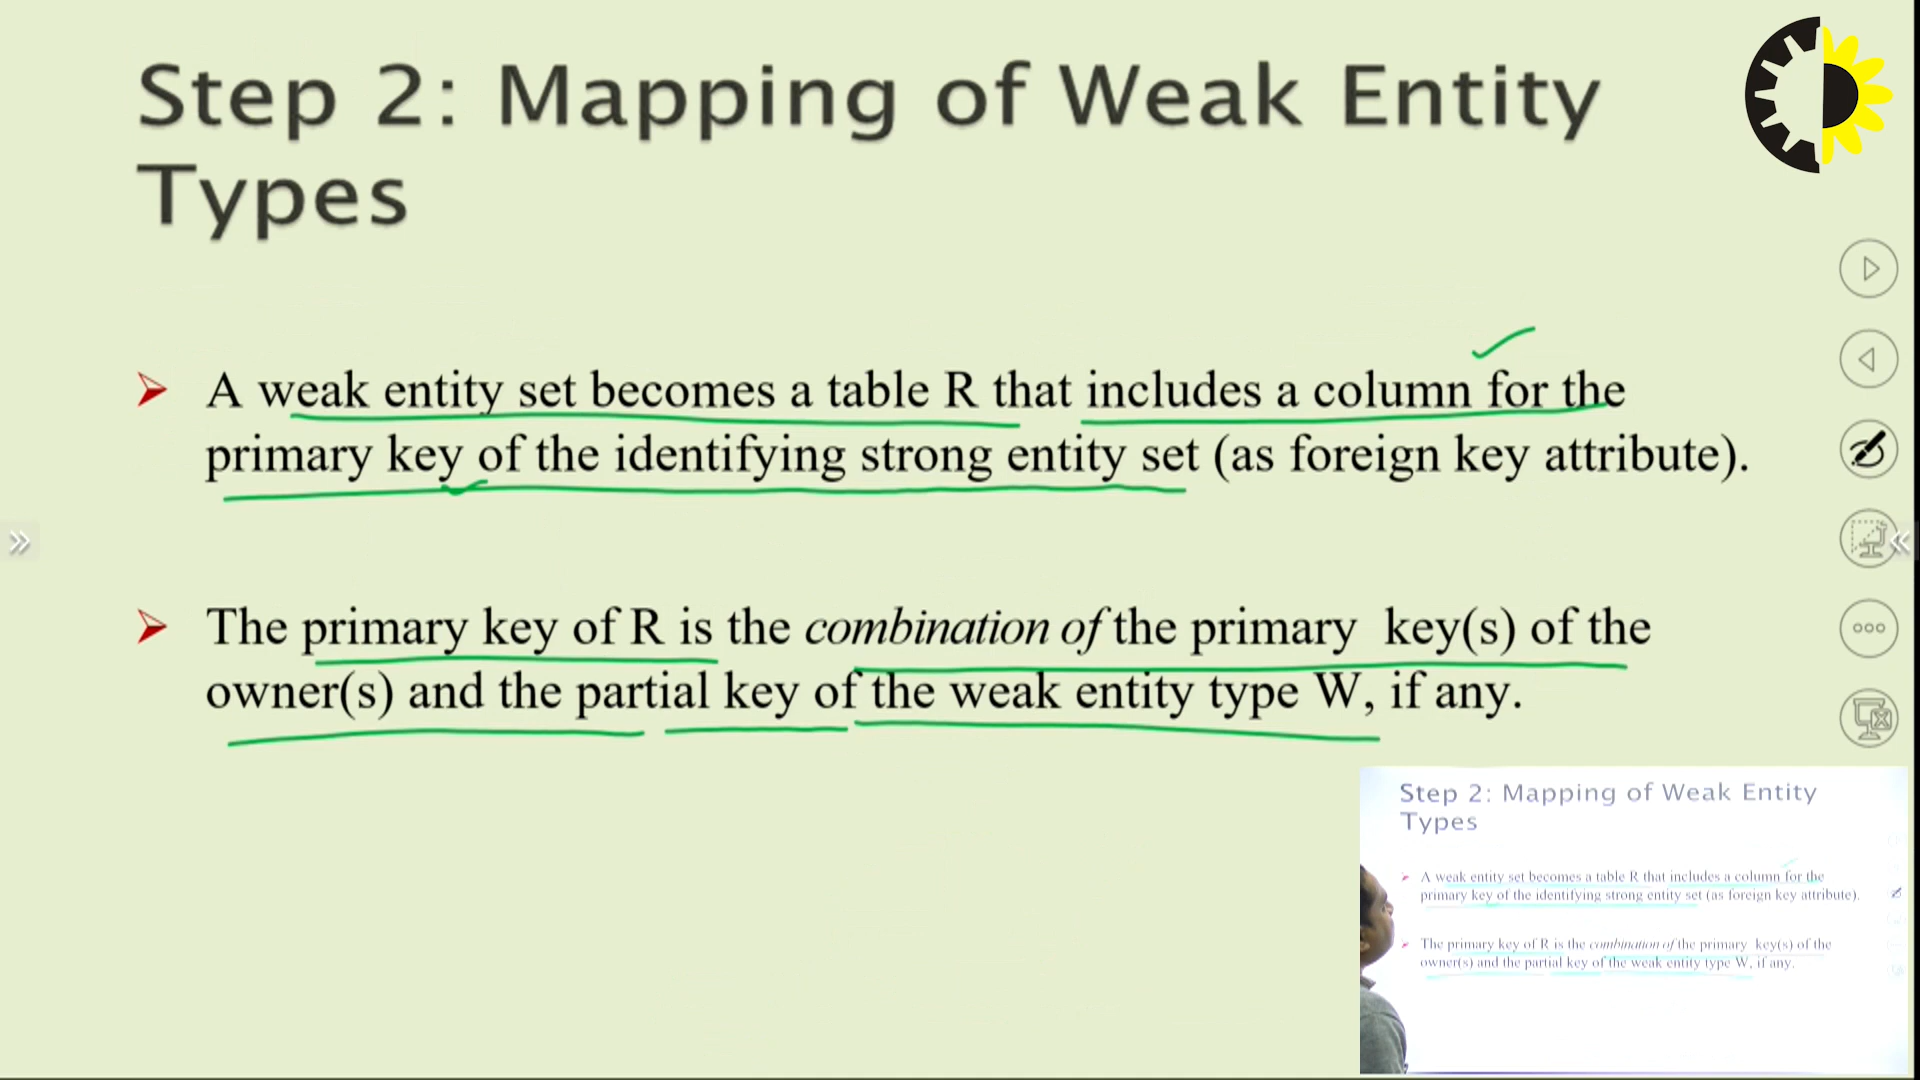 Step 2: Mapping of Weak Entity
Types
A weak entity set becomes a table R that includes a column for the
primary key of the identifying strong entity set (as foreign key attribute).
The primary key of R is the combination of the primary key(s) of the
owner(s) and the partial key of the weak entity type W, if any.
Step 2: Mapping of Weak Entity
Types
A weak entity set becomes a table R that includes a column for the
primary key of the identifying strong entity set (as foreign key attribute).
The primary key of R is the combination of the primary key(s) of the
owner(s) and the partial key of the weak entity type W, if any.